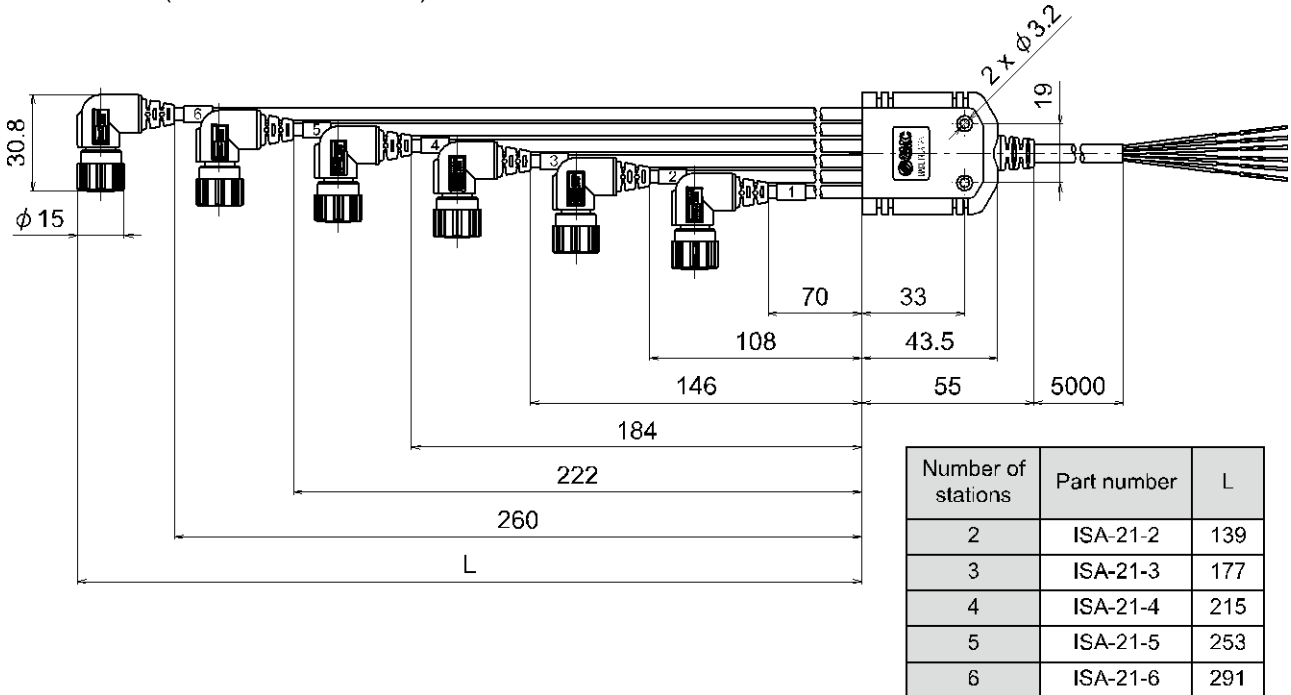 2 x ϕ3.2
19
30.8
ϕ15
6
5
4
3
2
1
SMC
70
33
108
43.5
146
55
5000
184
222
260
L
Number of stations Part number L
2 ISA-21-2 139
3 ISA-21-3 177
4 ISA-21-4 215
5 ISA-21-5 253
6 ISA-21-6 291